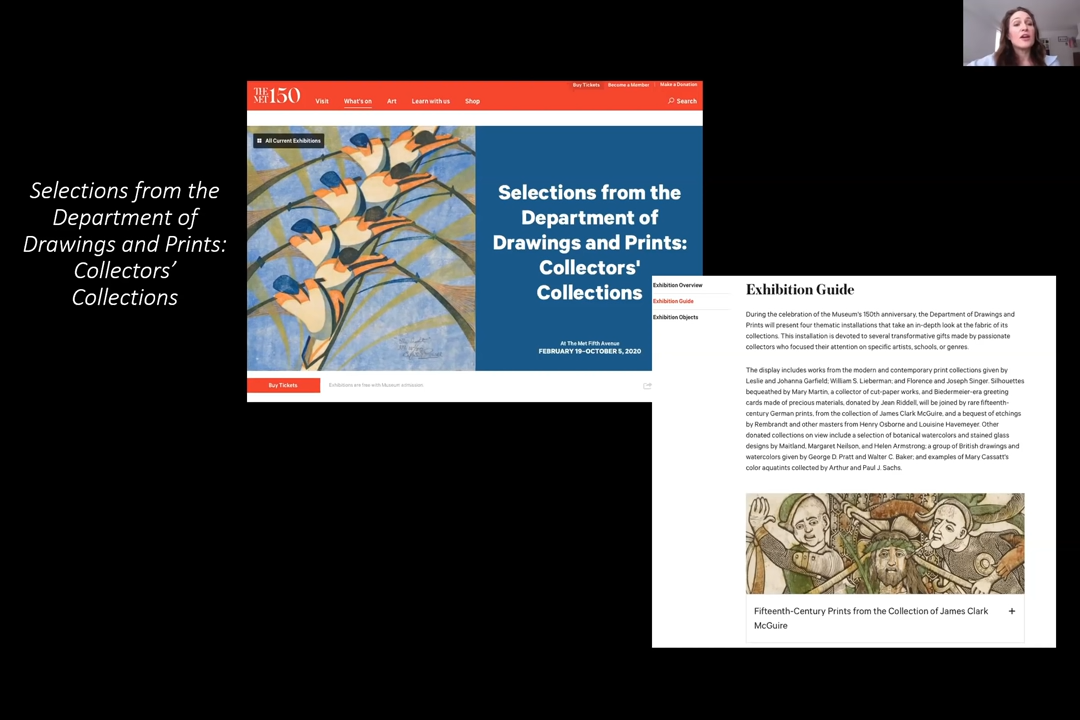 Selections from the
Department of
Drawings and Prints:
Collectors’
Collections
THE MET 150
Buy Tickets
Become a Member
Make a Donation
Visit
What's on
Art
Learn with us
Shop
Search
All Current Exhibitions
Selections from the
Department of
Drawings and Prints:
Collectors'
Collections
At The Met Fifth Avenue
FEBRUARY 19–OCTOBER 5, 2020
Buy Tickets
Exhibitions are free with Museum admission.
Exhibition Overview
Exhibition Guide
Exhibition Objects
Exhibition Guide
During the celebration of the Museum's 150th anniversary, the Department of Drawings and
Prints will present four thematic installations that take an in-depth look at the fabric of its
collections. This installation is devoted to several transformative gifts made by passionate
collectors who focused their attention on specific artists, schools, or genres.
The display includes works from the modern and contemporary print collections given by
Leslie and Johanna Garfield; William S. Lieberman; and Florence and Joseph Singer. Silhouettes
bequeathed by Mary Martin, a collector of cut-paper works, and Biedermeier-era greeting
cards made of precious materials, donated by Jean Riddell, will be joined by rare fifteenth-
century German prints, from the collection of James Clark McGuire, and a bequest of etchings
by Rembrandt and other masters from Henry Osborne and Louisine Havemeyer. Other
donated collections on view include a selection of botanical watercolors and stained glass
designs by Maitland, Margaret Neilson, and Helen Armstrong; a group of British drawings and
watercolors given by George D. Pratt and Walter C. Baker; and examples of Mary Cassatt's
color aquatints collected by Arthur and Paul J. Sachs.
Fifteenth-Century Prints from the Collection of James Clark
McGuire
+